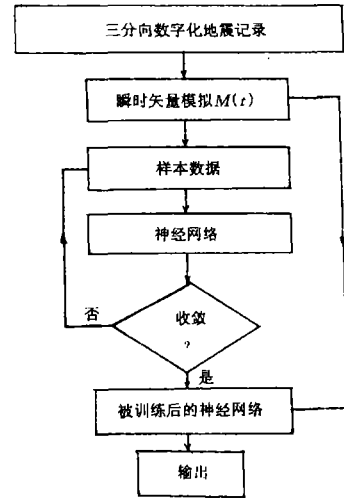 三分向数字化地震记录
瞬时矢量模拟M(t)
样本数据
神经网络
否
收敛
?
是
被训练后的神经网络
输出